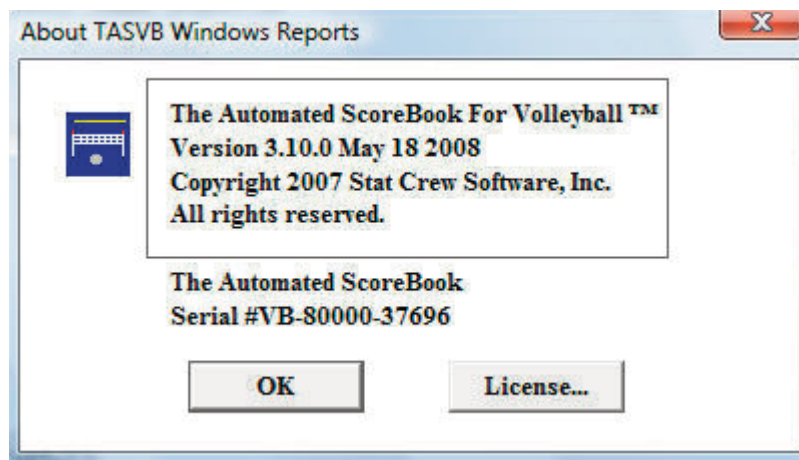 About TASVB Windows Reports
The Automated ScoreBook For Volleyball ™
Version 3.10.0 May 18 2008
Copyright 2007 Stat Crew Software, Inc.
All rights reserved.
The Automated ScoreBook
Serial #VB-80000-37696
OK
License...